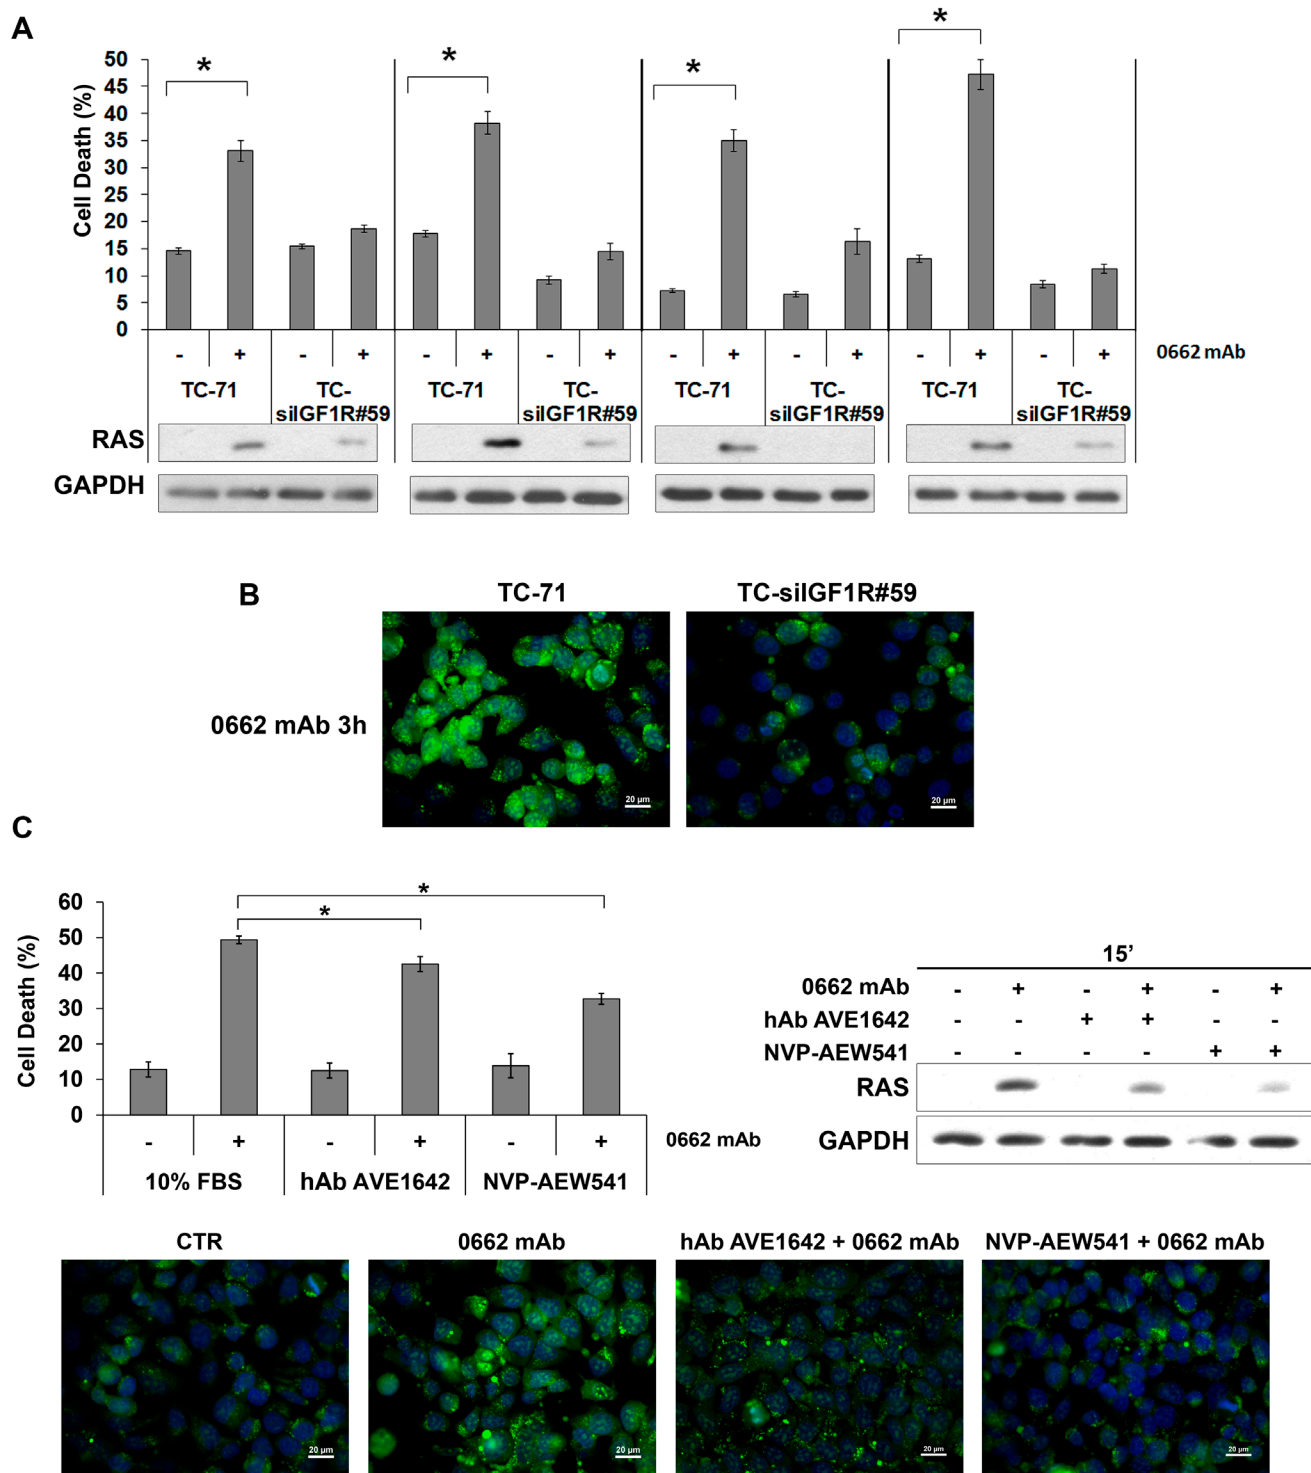 A
* * * *
Cell Death (%)
50
45
40
35
30
25
20
15
10
5
0
- + - + - + - + - + - + - + - + 0662 mAb
TC-71 TC- TC-71 TC- TC-71 TC- TC-71 TC-
siIGF1R#59 siIGF1R#59 siIGF1R#59 siIGF1R#59
RAS
GAPDH
B
TC-71 TC-siIGF1R#59
0662 mAb 3h
20 µm 20 µm
C
* *
Cell Death (%)
60
50
40
30
20
10
0
- + - + - + 0662 mAb
10% FBS hAb AVE1642 NVP-AEW541
15’
0662 mAb - + - + - +
hAb AVE1642 - - + + - -
NVP-AEW541 - - - - + +
RAS
GAPDH
CTR 0662 mAb hAb AVE1642 + 0662 mAb NVP-AEW541 + 0662 mAb
20 µm 20 µm 20 µm 20 µm